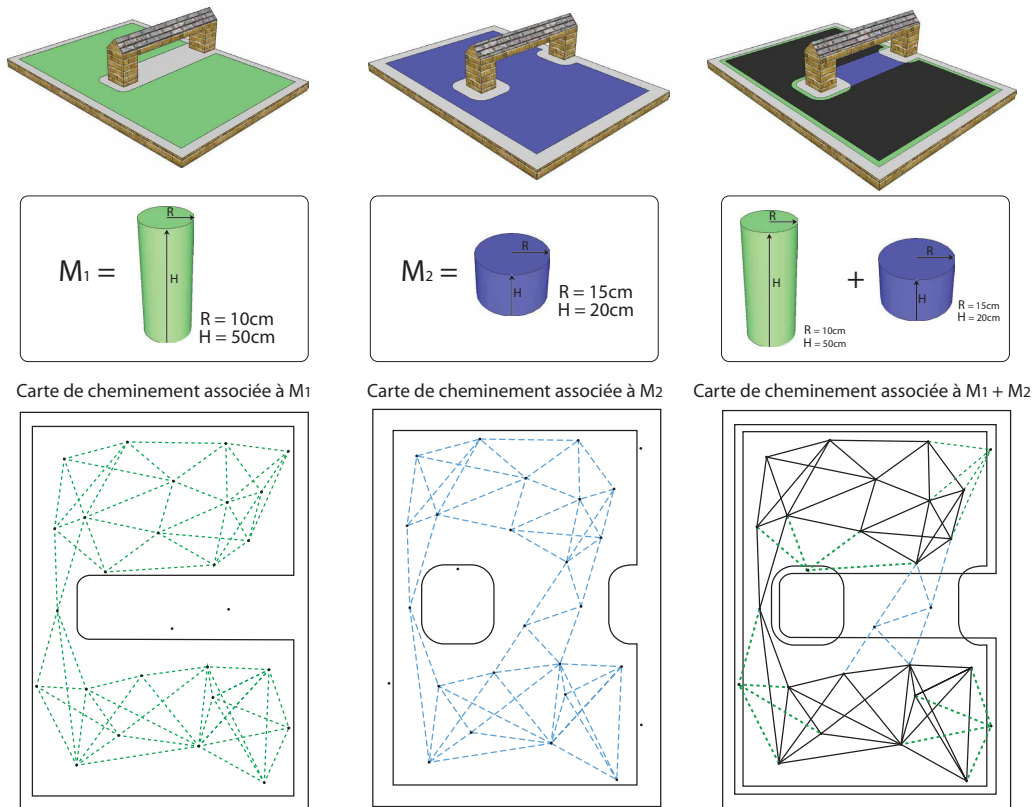 R
H
M1 =
R = 10cm
H = 50cm
R
H
M2 =
R = 15cm
H = 20cm
R
H
R = 10cm
H = 50cm
+
R
H
R = 15cm
H = 20cm
Carte de cheminement associée à M1
Carte de cheminement associée à M2
Carte de cheminement associée à M1 + M2